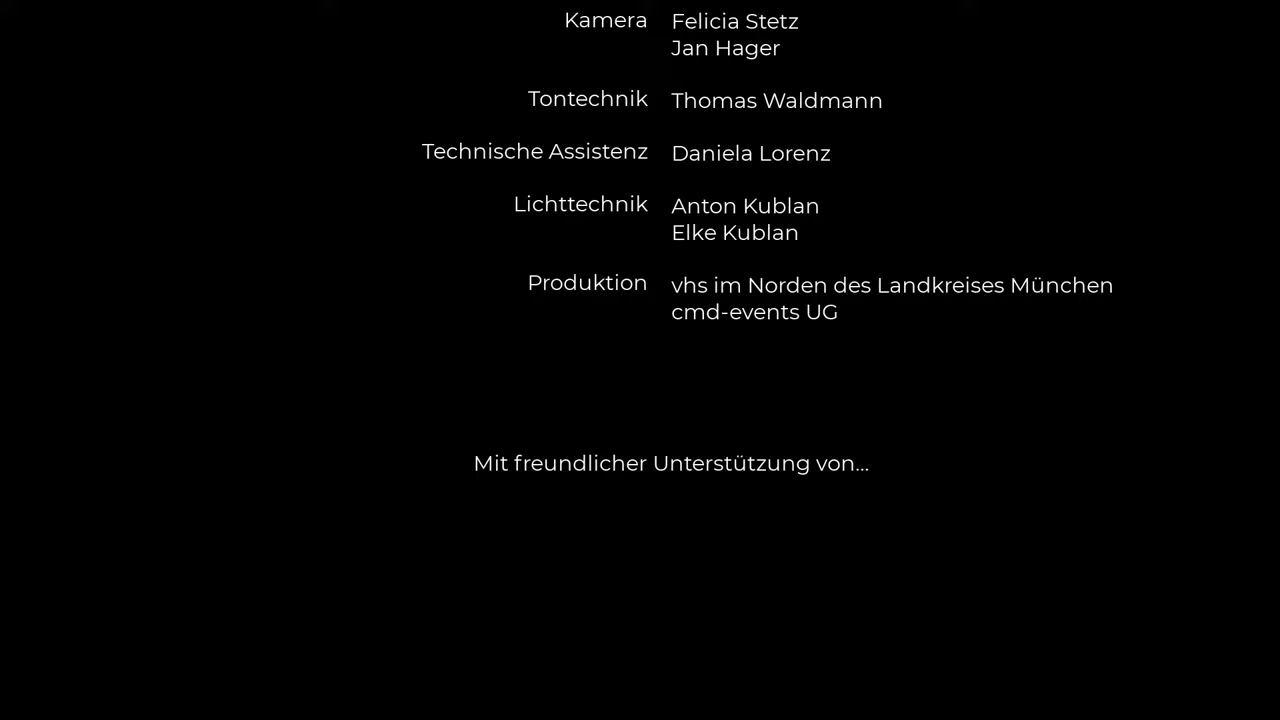 Kamera Felicia Stetz
Jan Hager
Tontechnik Thomas Waldmann
Technische Assistenz Daniela Lorenz
Lichttechnik Anton Kublan
Elke Kublan
Produktion vhs im Norden des Landkreises München
cmd-events UG
Mit freundlicher Unterstützung von...